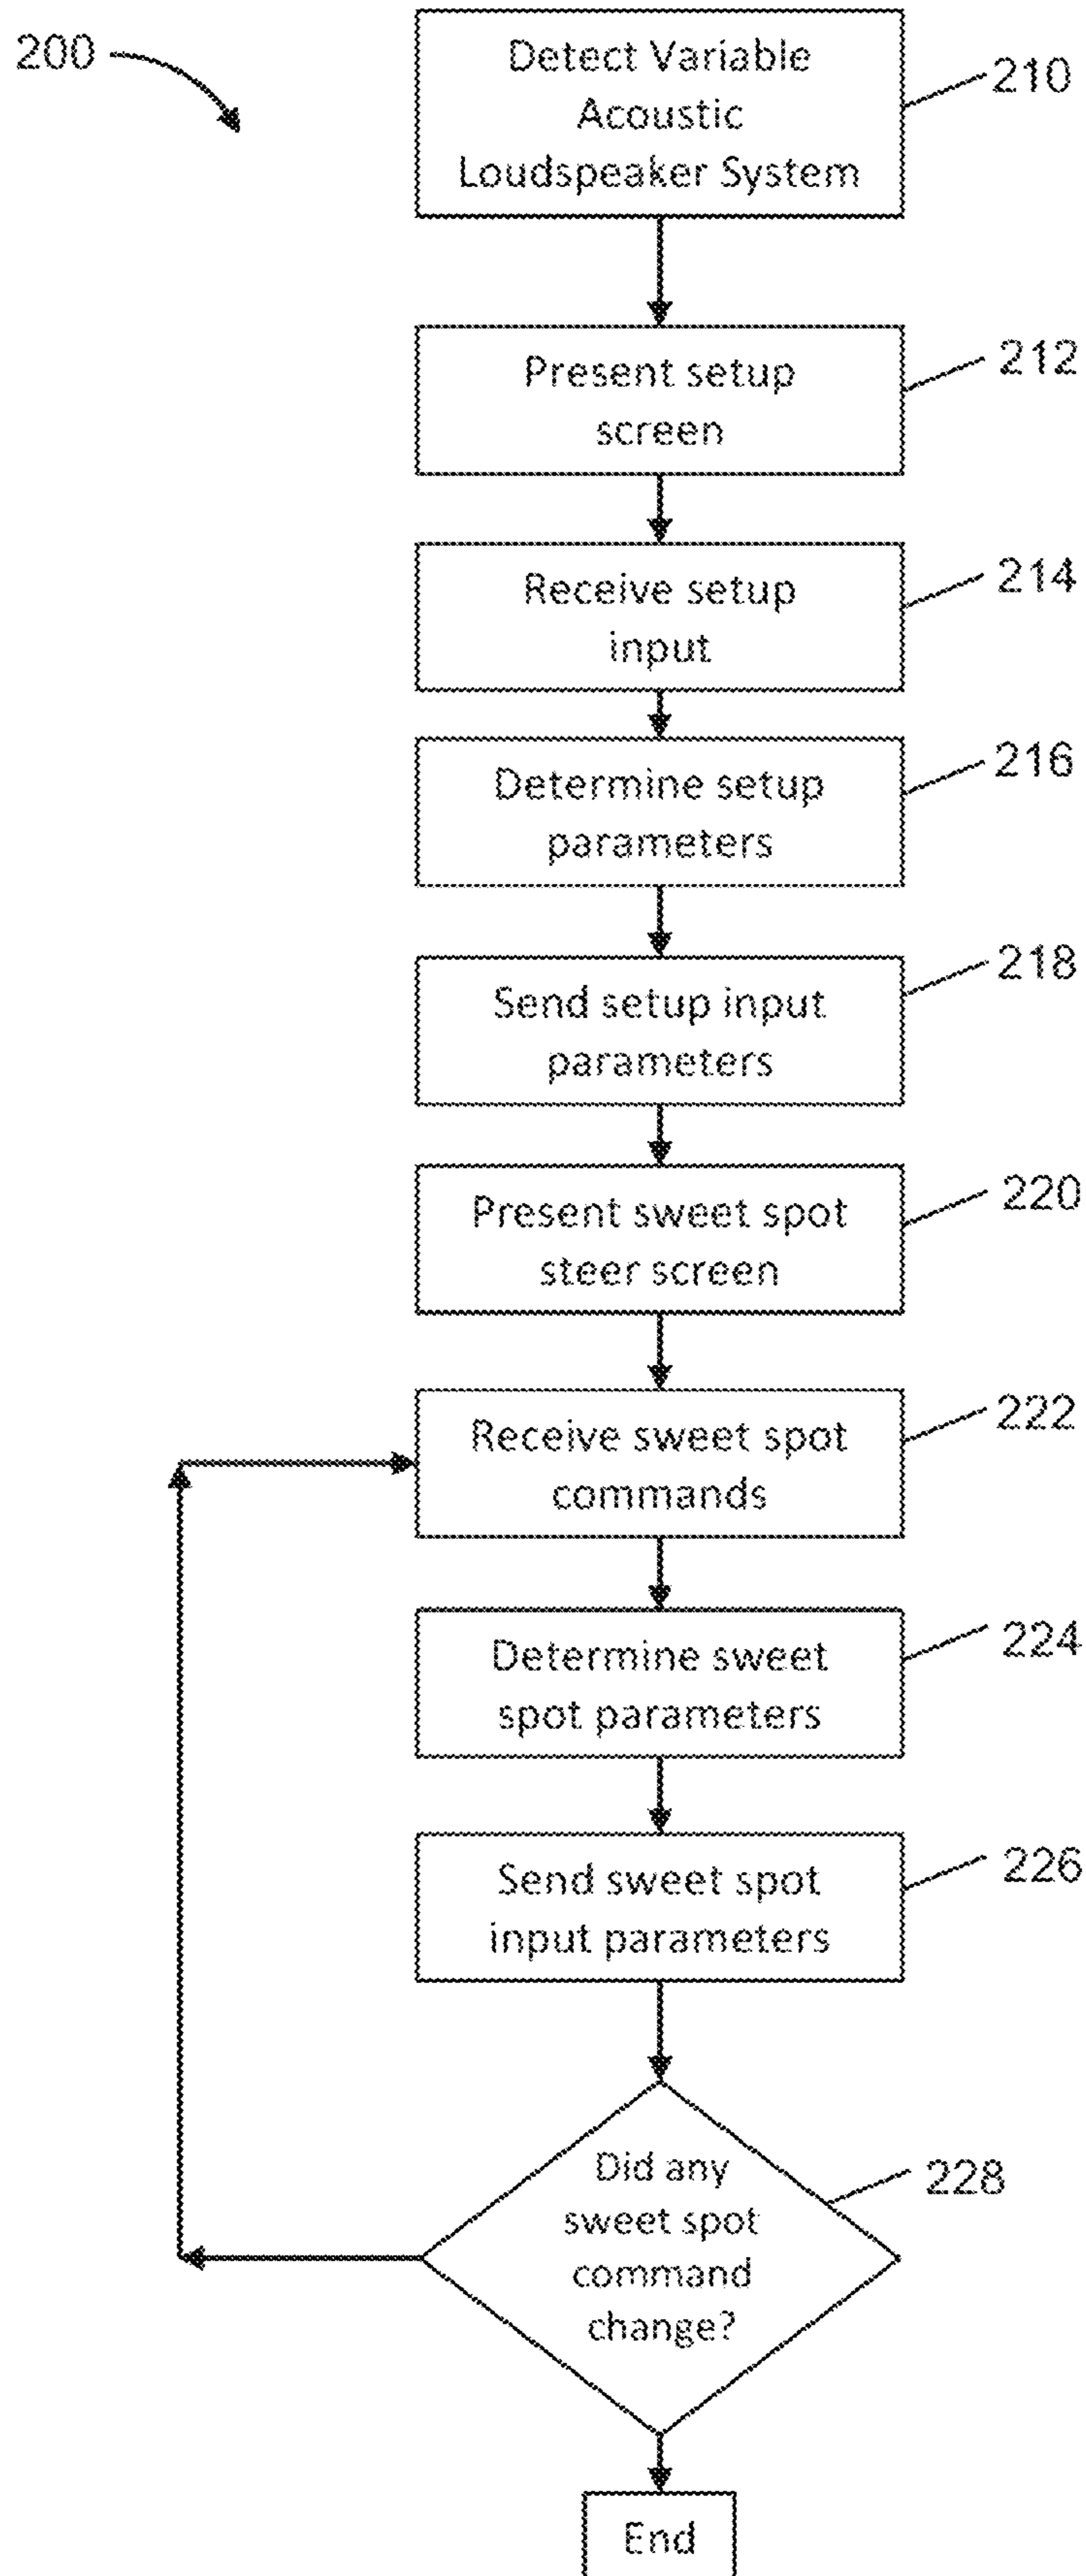 200
Detect Variable
Acoustic
Loudspeaker System
210
Present setup
screen
212
Receive setup
input
214
Determine setup
parameters
216
Send setup input
parameters
218
Present sweet spot
steer screen
220
Receive sweet spot
commands
222
Determine sweet
spot parameters
224
Send sweet spot
input parameters
226
Did any
sweet spot
command
change?
228
End